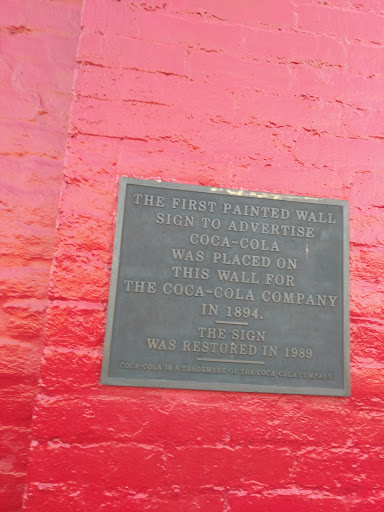 THE FIRST PAINTED WALL
SIGN TO ADVERTISE
COCA-COLA
WAS PLACED ON
THIS WALL FOR
THE COCA-COLA COMPANY
IN 1894.
THE SIGN
WAS RESTORED IN 1989
COCA-COLA IS A TRADEMARK OF THE COCA-COLA COMPANY